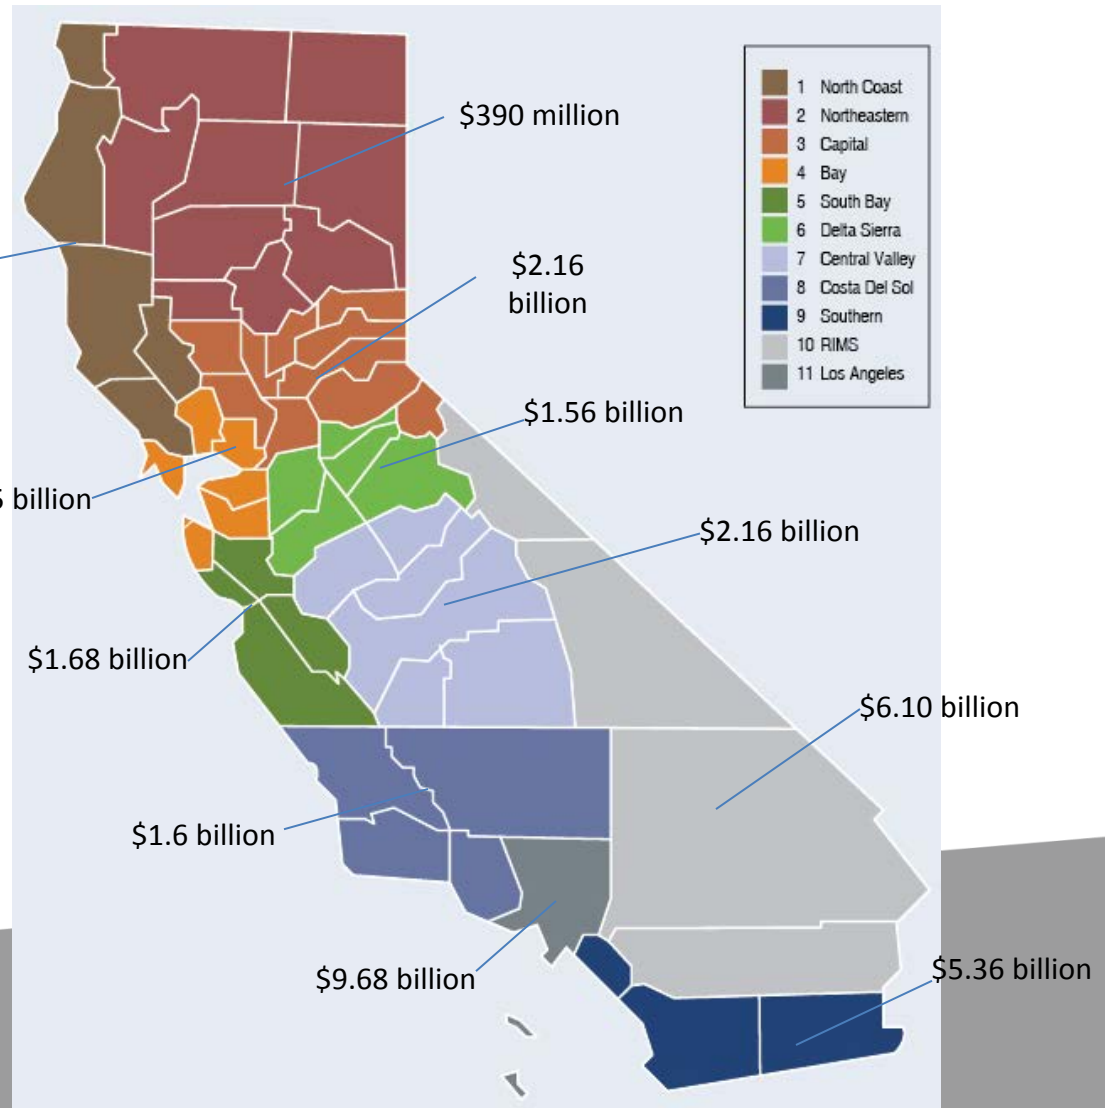 1 North Coast
2 Northeastern
3 Capital
4 Bay
5 South Bay
6 Delta Sierra
7 Central Valley
8 Costa Del Sol
9 Southern
10 RIMS
11 Los Angeles
$390 million
$2.16
billion
$1.56 billion
billion
$2.16 billion
$1.68 billion
$6.10 billion
$1.6 billion
$9.68 billion
$5.36 billion